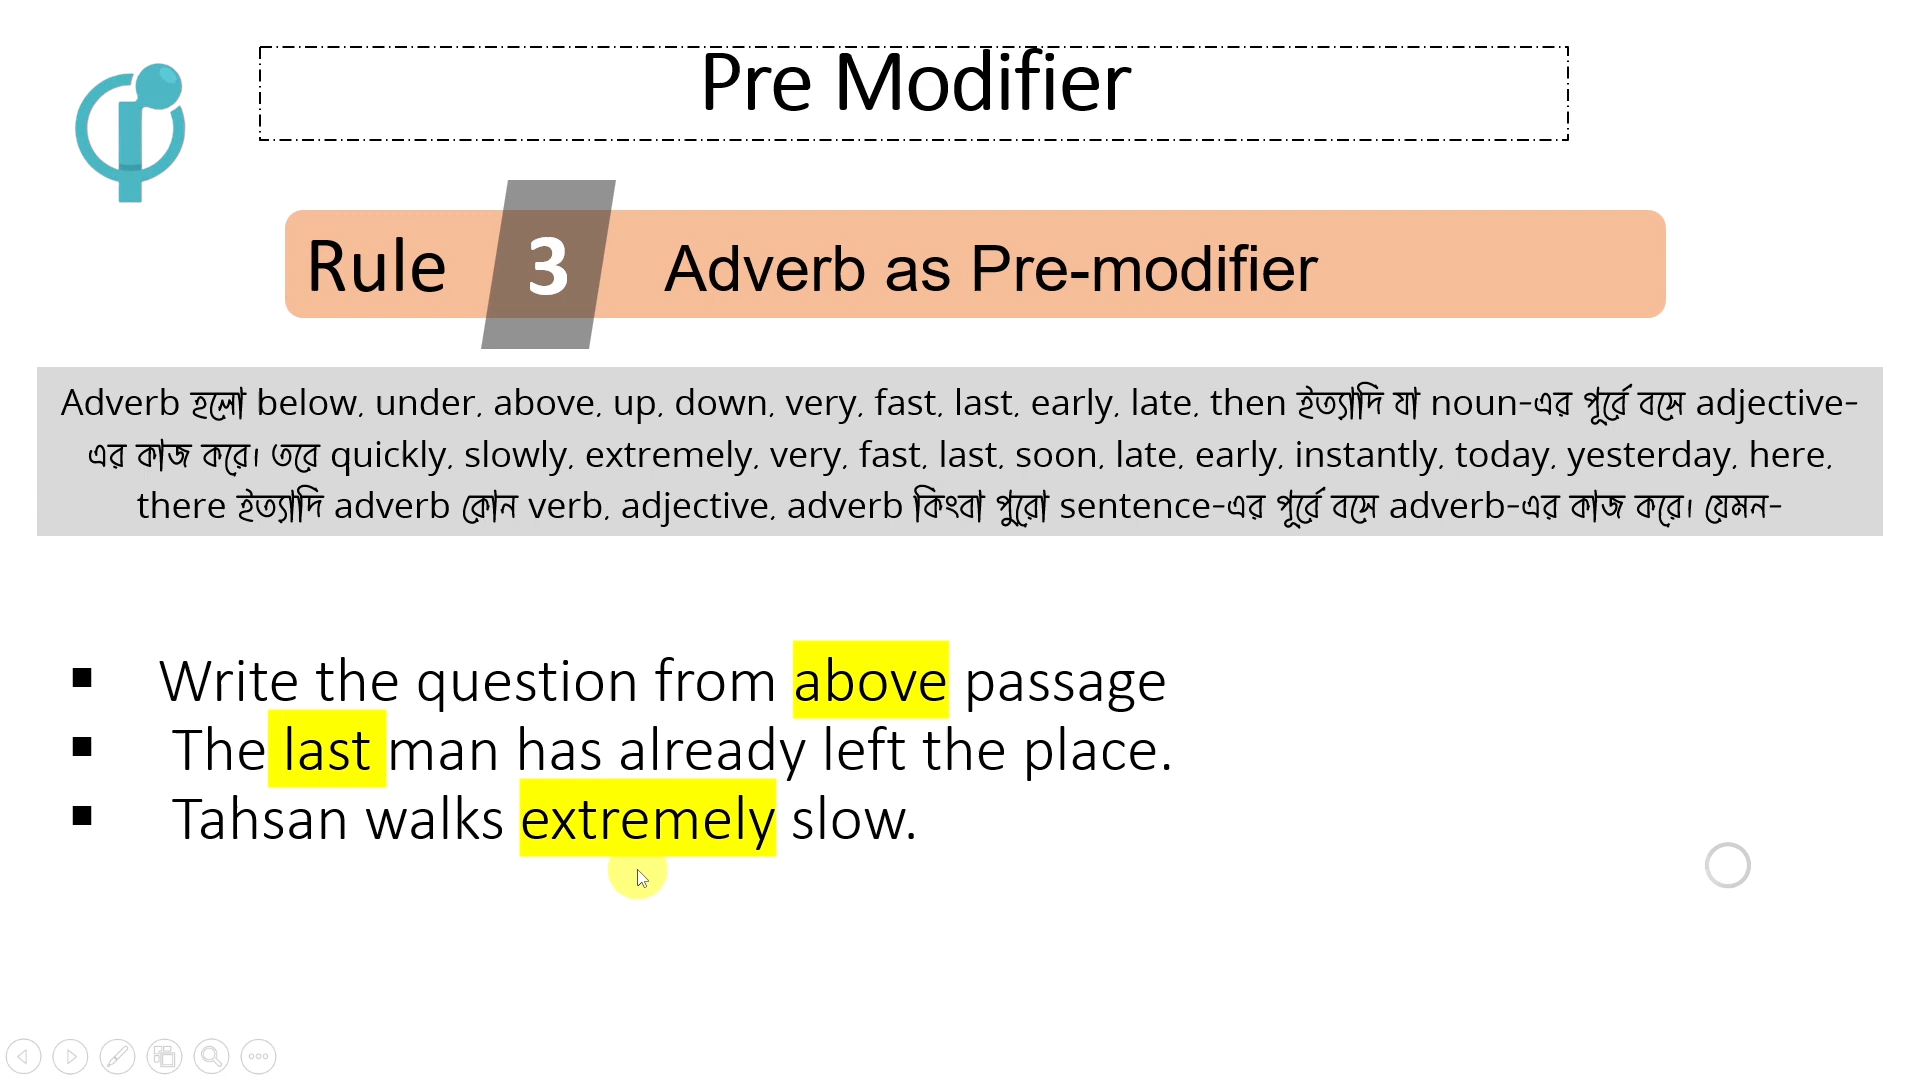 Pre Modifier
Rule 3 Adverb as Pre-modifier
Adverb হলো below, under, above, up, down, very, fast, last, early, late, then ইত্যাদি যা noun-এর পূর্বে বসে adjective-
এর কাজ করে। তবে quickly, slowly, extremely, very, fast, last, soon, late, early, instantly, today, yesterday, here,
there ইত্যাদি adverb কোন verb, adjective, adverb কিংবা পুরো sentence-এর পূর্বে বসে adverb-এর কাজ করে। যেমন-
▪ Write the question from above passage
▪ The last man has already left the place.
▪ Tahsan walks extremely slow.